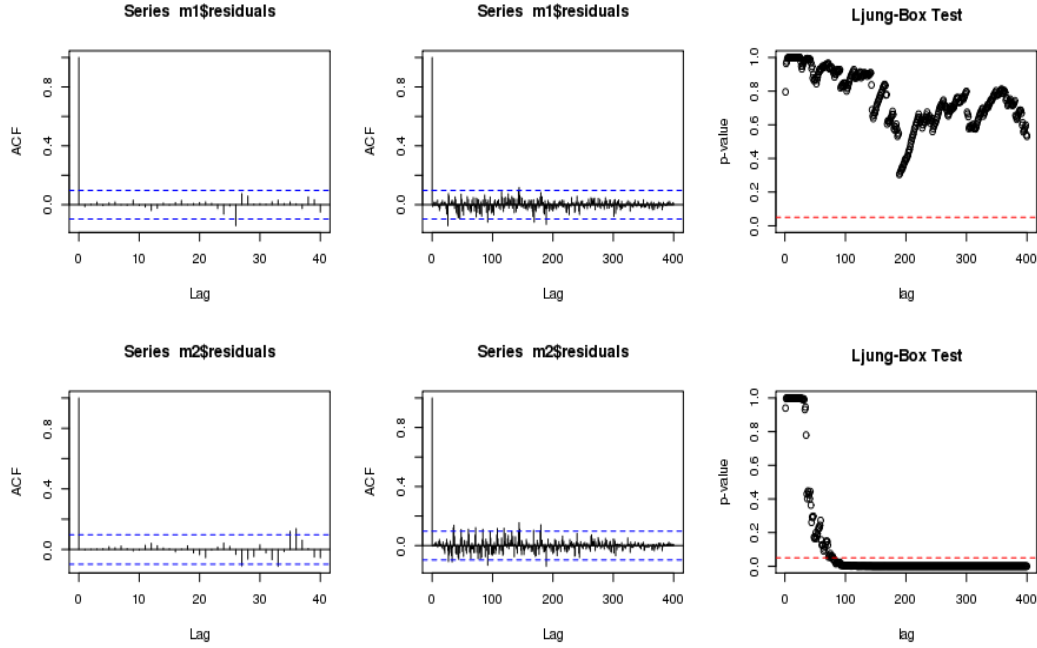 Series m1$residuals
ACF
0.0 0.4 0.8
0 10 20 30 40
Lag
Series m1$residuals
ACF
0.0 0.4 0.8
0 100 200 300 400
Lag
Ljung-Box Test
p-value
0.0 0.2 0.4 0.6 0.8 1.0
0 100 200 300 400
lag
Series m2$residuals
ACF
0.0 0.4 0.8
0 10 20 30 40
Lag
Series m2$residuals
ACF
0.0 0.4 0.8
0 100 200 300 400
Lag
Ljung-Box Test
p-value
0.0 0.2 0.4 0.6 0.8 1.0
0 100 200 300 400
lag